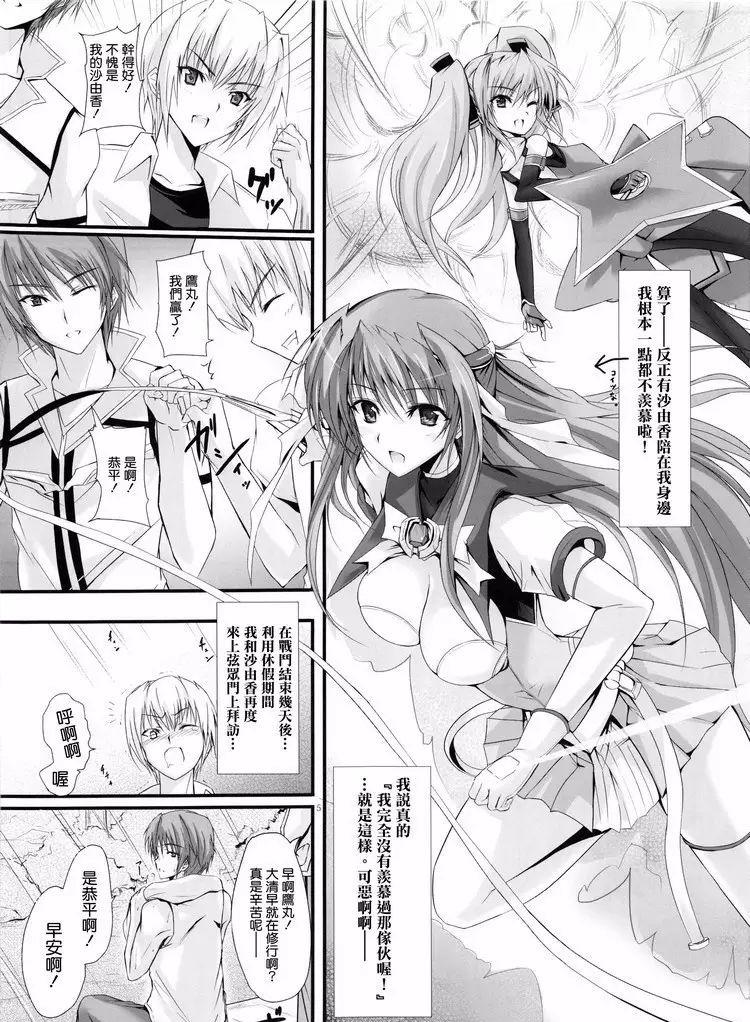 算了——反正有沙由香陪在我身邊
我根本一點都不羨慕啦！
コイツな。
我説真的
『我完全沒有羨慕過那傢伙喔！』
…就是這樣。可惡啊啊——
幹得好！
不愧是
我的沙由香！
鷹丸！
我們贏了！
是啊！
恭平！
在戰鬥結束幾天後…
利用休假期間
我和沙由香再度
來上弦眾門上拜訪…
呼啊啊
喔
5
早啊鷹丸！
大清早就在修行啊？
真是辛苦呢——
是恭平啊！
早安啊！